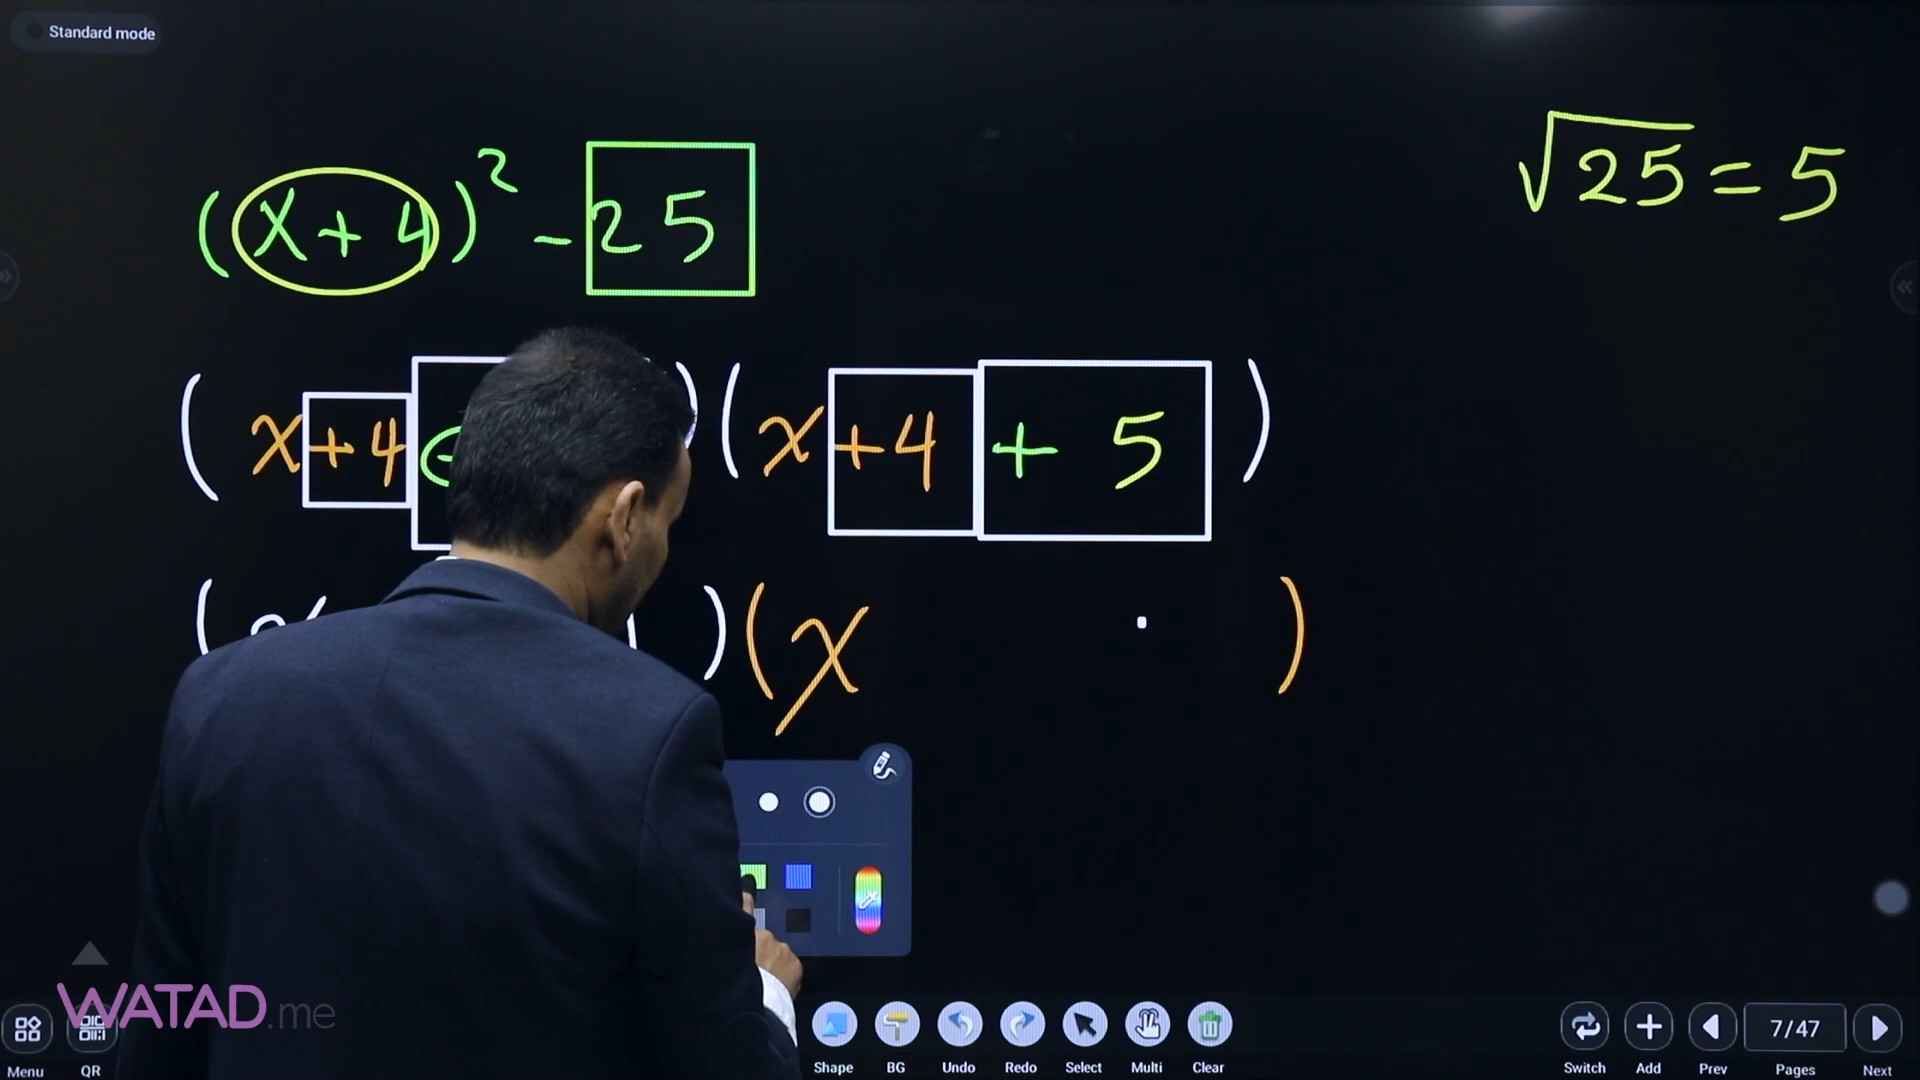 Standard mode
(x+4)² - 25
√25 = 5
(x+4 ) (x+4 + 5 )
( ) (x )
WATAD.me
Menu QR Shape BG Undo Redo Select Multi Clear Switch Add Prev 7/47 Pages Next